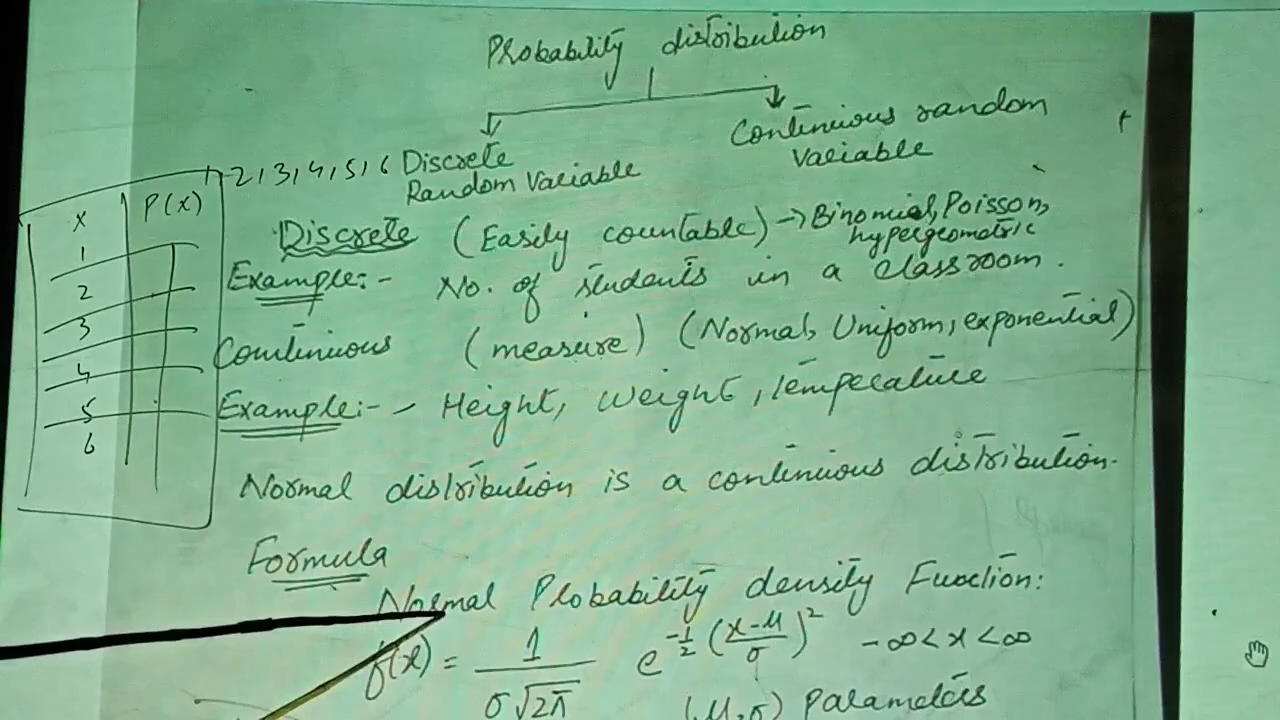 Probability distribution
Continuous random
variable
1, 2, 3, 4, 5, 6 Discrete
Random Variable
x P(x)
1
2
3
4
5
6
Discrete (Easily countable) → Binomial, Poisson,
hypergeometric
Example:- No. of students in a classroom.
Continuous (measure) (Normal, Uniform, exponential)
Example:- - Height, Weight, Temperature
Normal distribution is a continuous distribution.
Formula
Normal Probability density Function:
f(x) = 1/(σ√2π) e^(-1/2 ((x-μ)/σ)^2) -∞<x<∞
(μ, σ) Parameters